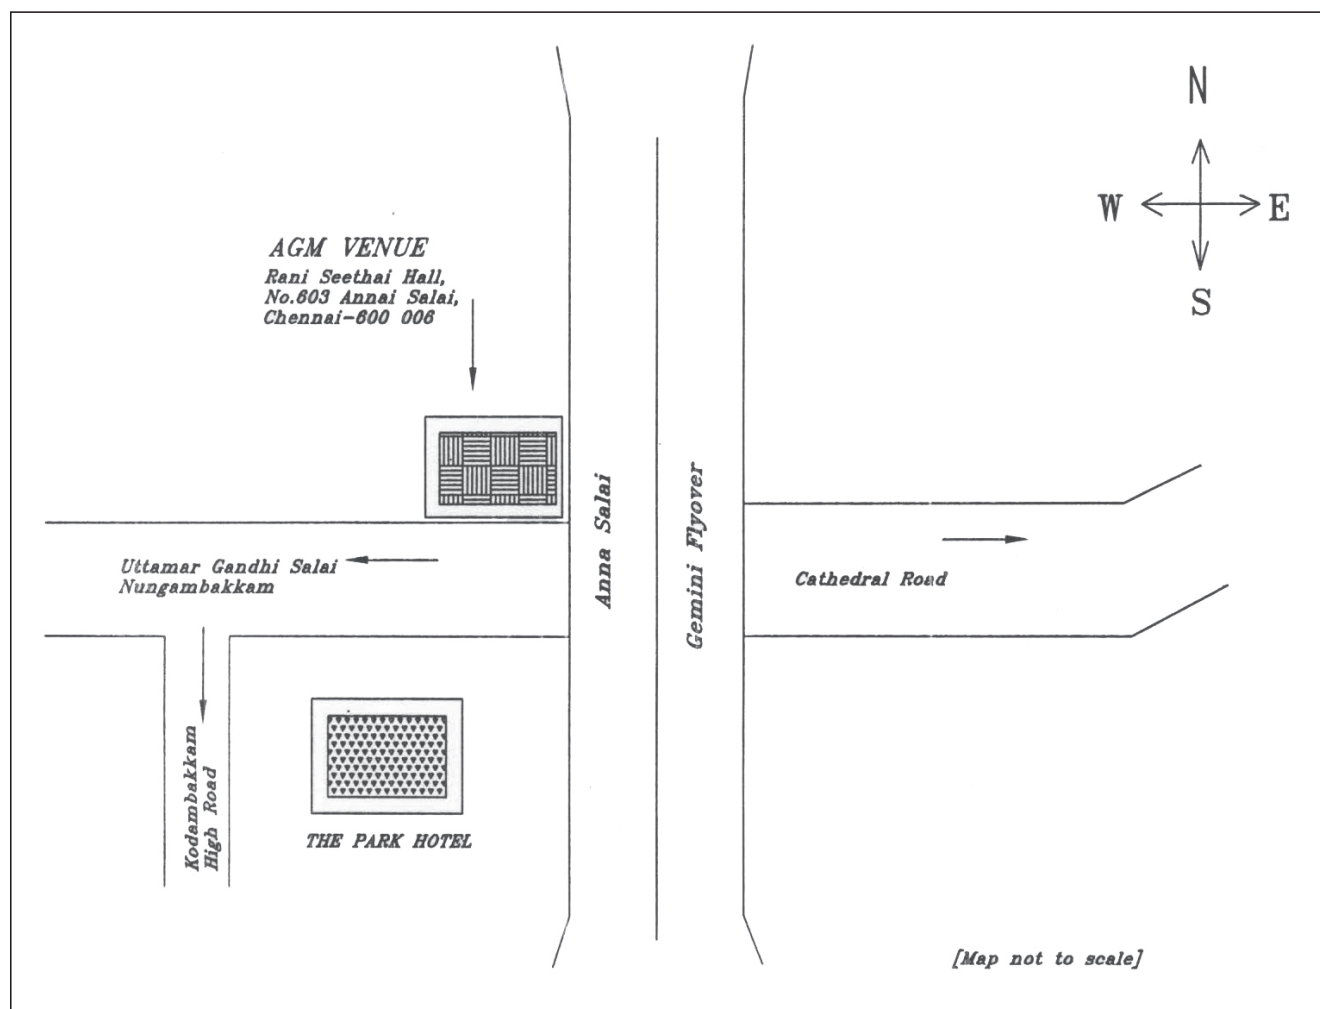 N
W E
S
AGM VENUE
Rani Seethai Hall,
No.603 Annai Salai,
Chennai-600 006
Anna Salai
Gemini Flyover
Uttamar Gandhi Salai
Nungambakkam
Cathedral Road
Kodambakkam
High Road
THE PARK HOTEL
[Map not to scale]